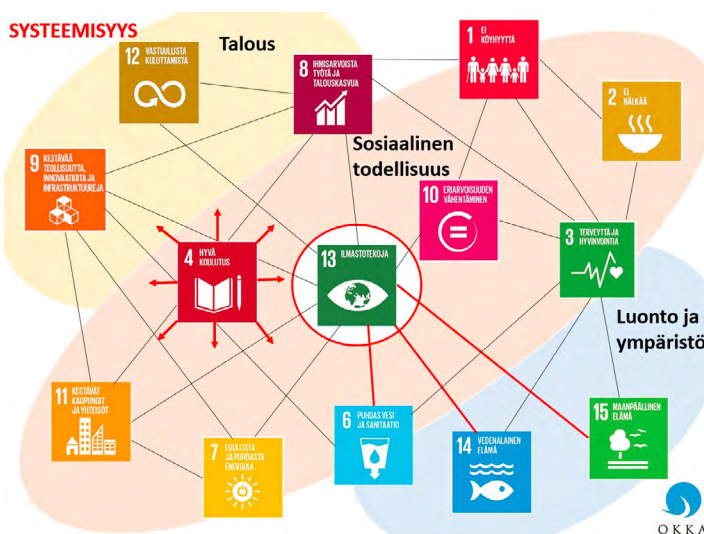 SYSTEEMISYYS
Talous
12 VASTUULLISTA
KULUTTAMISTA
8 IHMISARVOISTA
TYÖTÄ JA
TALOUSKASVUA
1 EI
KÖYHYYTTÄ
2 EI
NÄLKÄÄ
Sosiaalinen
todellisuus
9 KESTÄVÄÄ
TEOLLISUUTTA,
INNOVAATIOITA JA
INFRASTRUKTUUREJA
10 ERIARVOISUUDEN
VÄHENTÄMINEN
3 TERVEYTTÄ JA
HYVINVOINTIA
4 HYVÄ
KOULUTUS
13 ILMASTOTEKOJA
Luonto ja
ympäristö
11 KESTÄVÄT
KAUPUNGIT
JA YHTEISÖT
6 PUHDAS VESI
JA SANITAATIO
15 MAANPÄÄLLINEN
ELÄMÄ
7 EDULLISTA
JA PUHDASTA
ENERGIAA
14 VEDENALAINEN
ELÄMÄ
OKKA